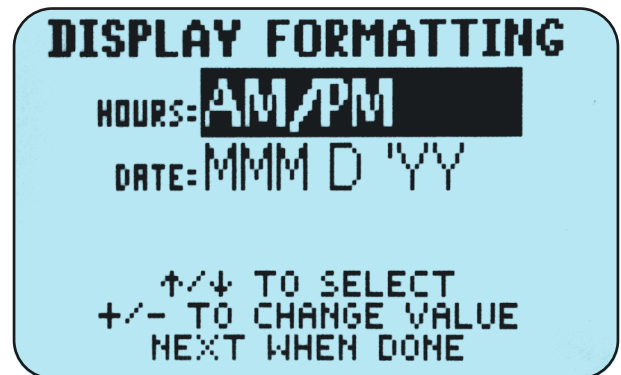 DISPLAY FORMATTING
HOURS: AM/PM
DATE: MMM D 'YY
↑/↓ TO SELECT
+/- TO CHANGE VALUE
NEXT WHEN DONE